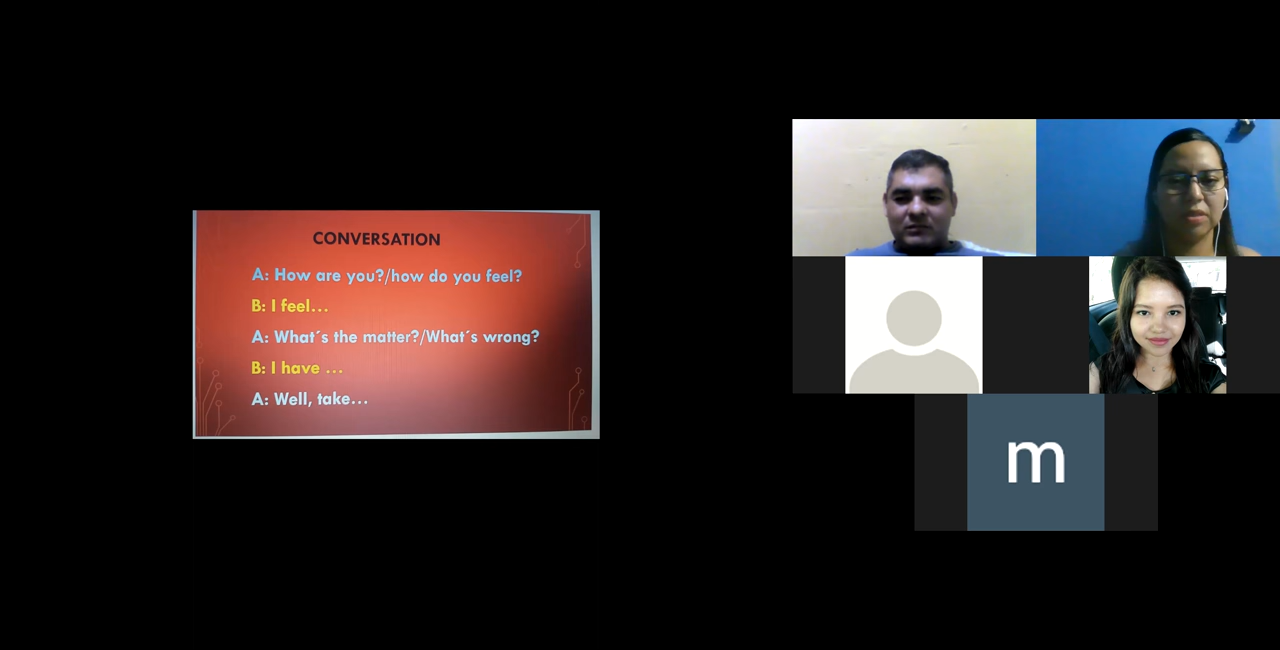 CONVERSATION
A: How are you?/how do you feel?
B: I feel...
A: What´s the matter?/What´s wrong?
B: I have ...
A: Well, take...
m